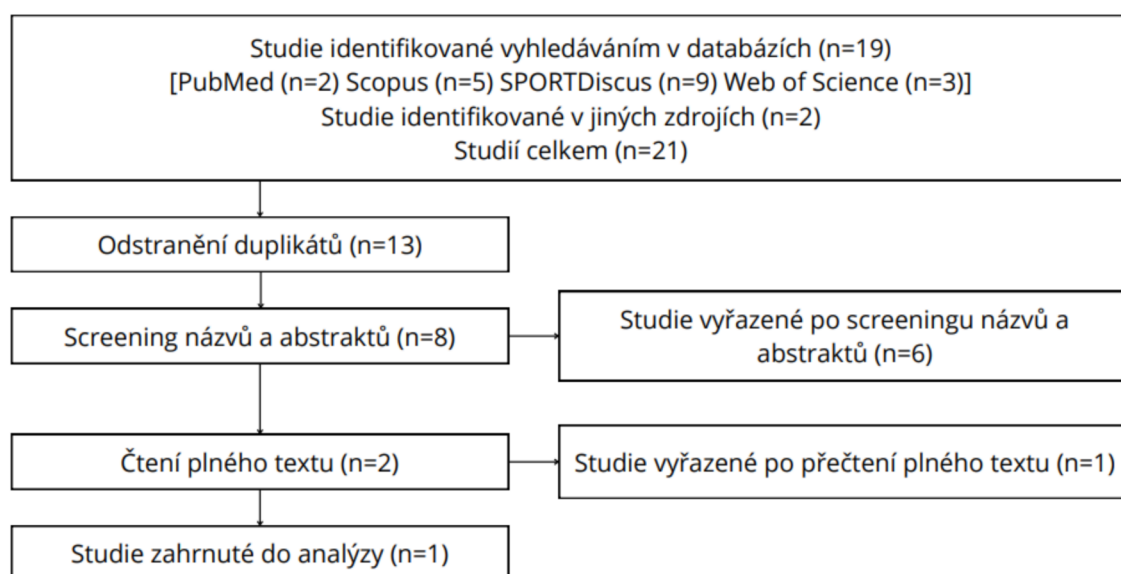 Studie identifikované vyhledáváním v databázích (n=19)
[PubMed (n=2) Scopus (n=5) SPORTDiscus (n=9) Web of Science (n=3)]
Studie identifikované v jiných zdrojích (n=2)
Studií celkem (n=21)
Odstranění duplikátů (n=13)
Screening názvů a abstraktů (n=8)
Studie vyřazené po screeningu názvů a
abstraktů (n=6)
Čtení plného textu (n=2)
Studie vyřazené po přečtení plného textu (n=1)
Studie zahrnuté do analýzy (n=1)